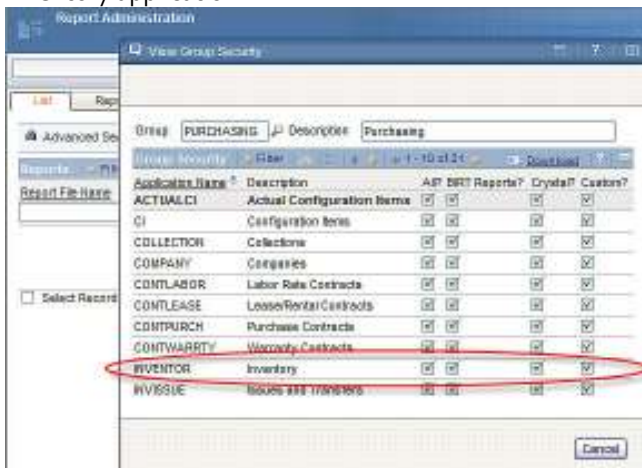 Report Administration
View Group Security
List
Advanced Se
Group PURCHASING Description Purchasing
Group Security Filter 1 - 10 of 21 Download
Report File Name
Application Name Description All? BIRT Reports? Crystal? Custom?
ACTUALCI Actual Configuration Items
CI Configuration Items
COLLECTION Collections
COMPANY Companies
CONTLABOR Labor Rate Contracts
CONTLEASE Lease/Rental Contracts
Select Record
CONTPURCH Purchase Contracts
CONTWARRTY Warranty Contracts
INVENTOR Inventory
INVISSUE Issues and Transfers
Cancel